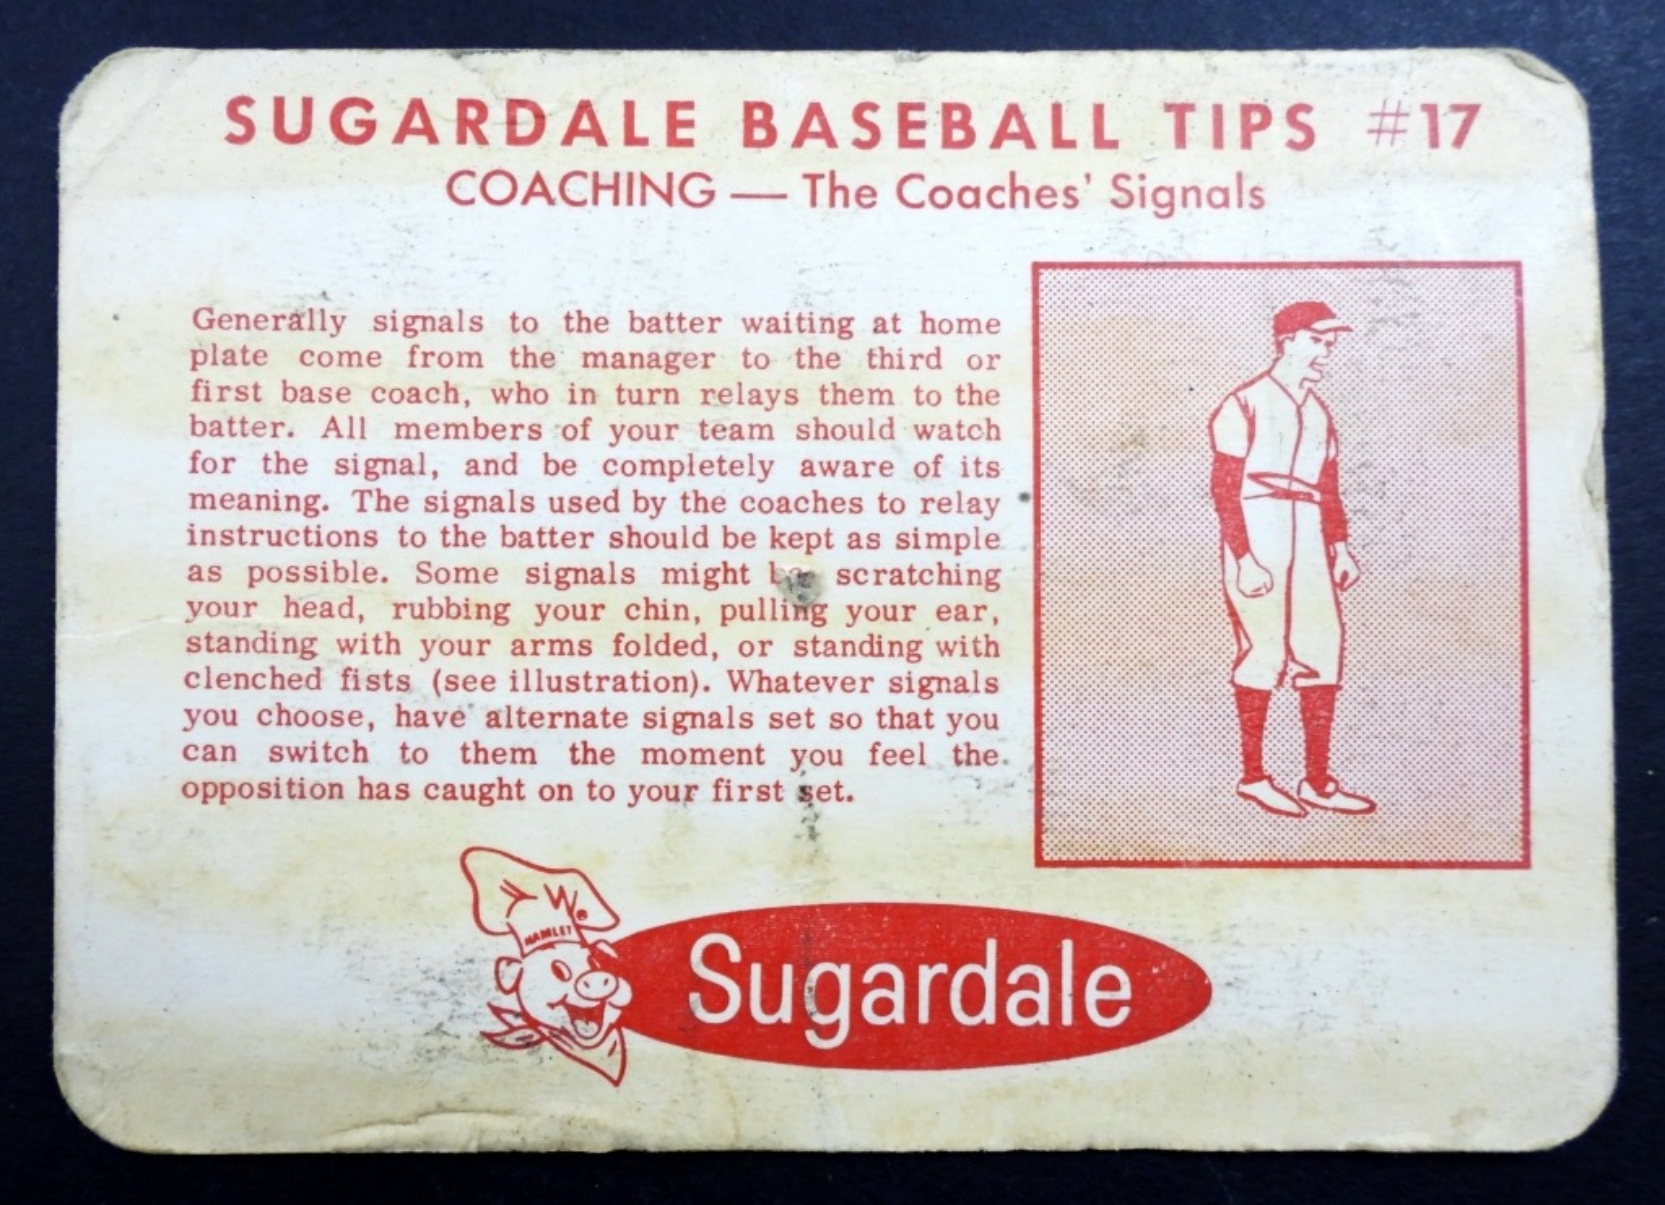 SUGARDALE BASEBALL TIPS #17
COACHING — The Coaches' Signals
Generally signals to the batter waiting at home
plate come from the manager to the third or
first base coach, who in turn relays them to the
batter. All members of your team should watch
for the signal, and be completely aware of its
meaning. The signals used by the coaches to relay
instructions to the batter should be kept as simple
as possible. Some signals might scratching
your head, rubbing your chin, pulling your ear,
standing with your arms folded, or standing with
clenched fists (see illustration). Whatever signals
you choose, have alternate signals set so that you
can switch to them the moment you feel the
opposition has caught on to your first set.
HAMLET
Sugardale